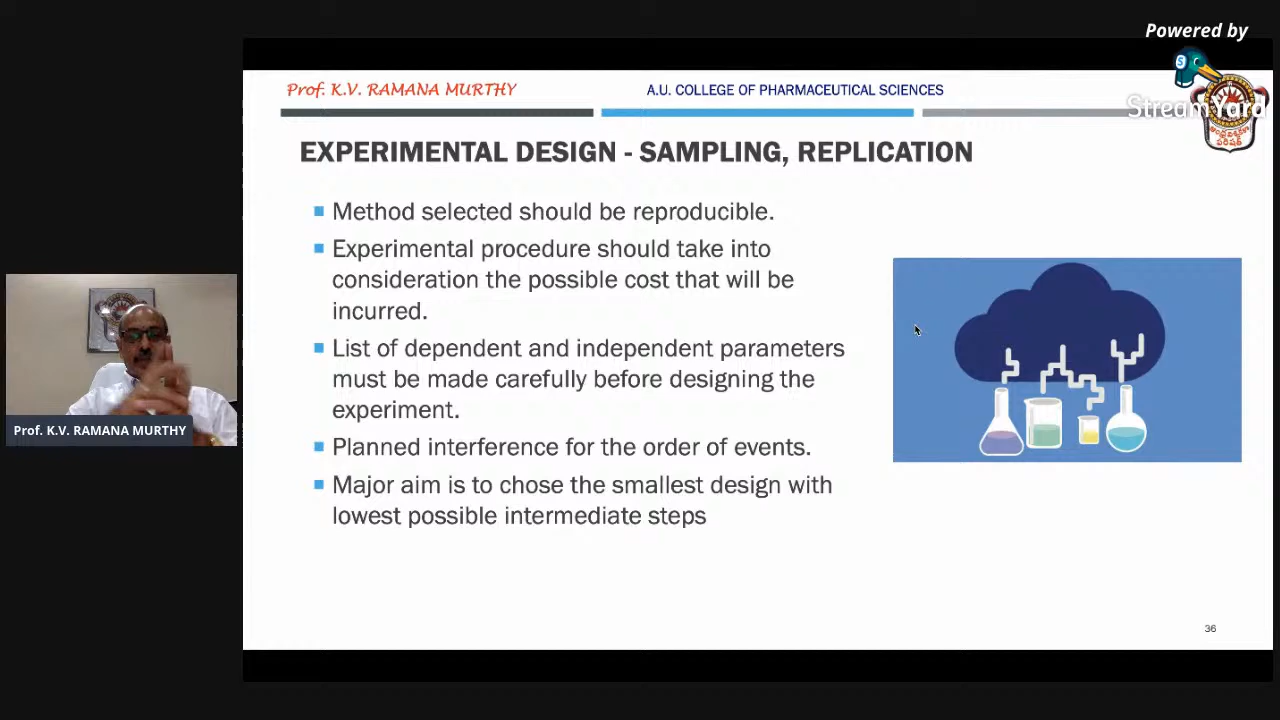 Powered by
StreamYard
Prof. K.V. RAMANA MURTHY
A.U. COLLEGE OF PHARMACEUTICAL SCIENCES
EXPERIMENTAL DESIGN - SAMPLING, REPLICATION
Method selected should be reproducible.
Experimental procedure should take into
consideration the possible cost that will be
incurred.
List of dependent and independent parameters
must be made carefully before designing the
experiment.
Planned interference for the order of events.
Major aim is to chose the smallest design with
lowest possible intermediate steps
36
Prof. K.V. RAMANA MURTHY